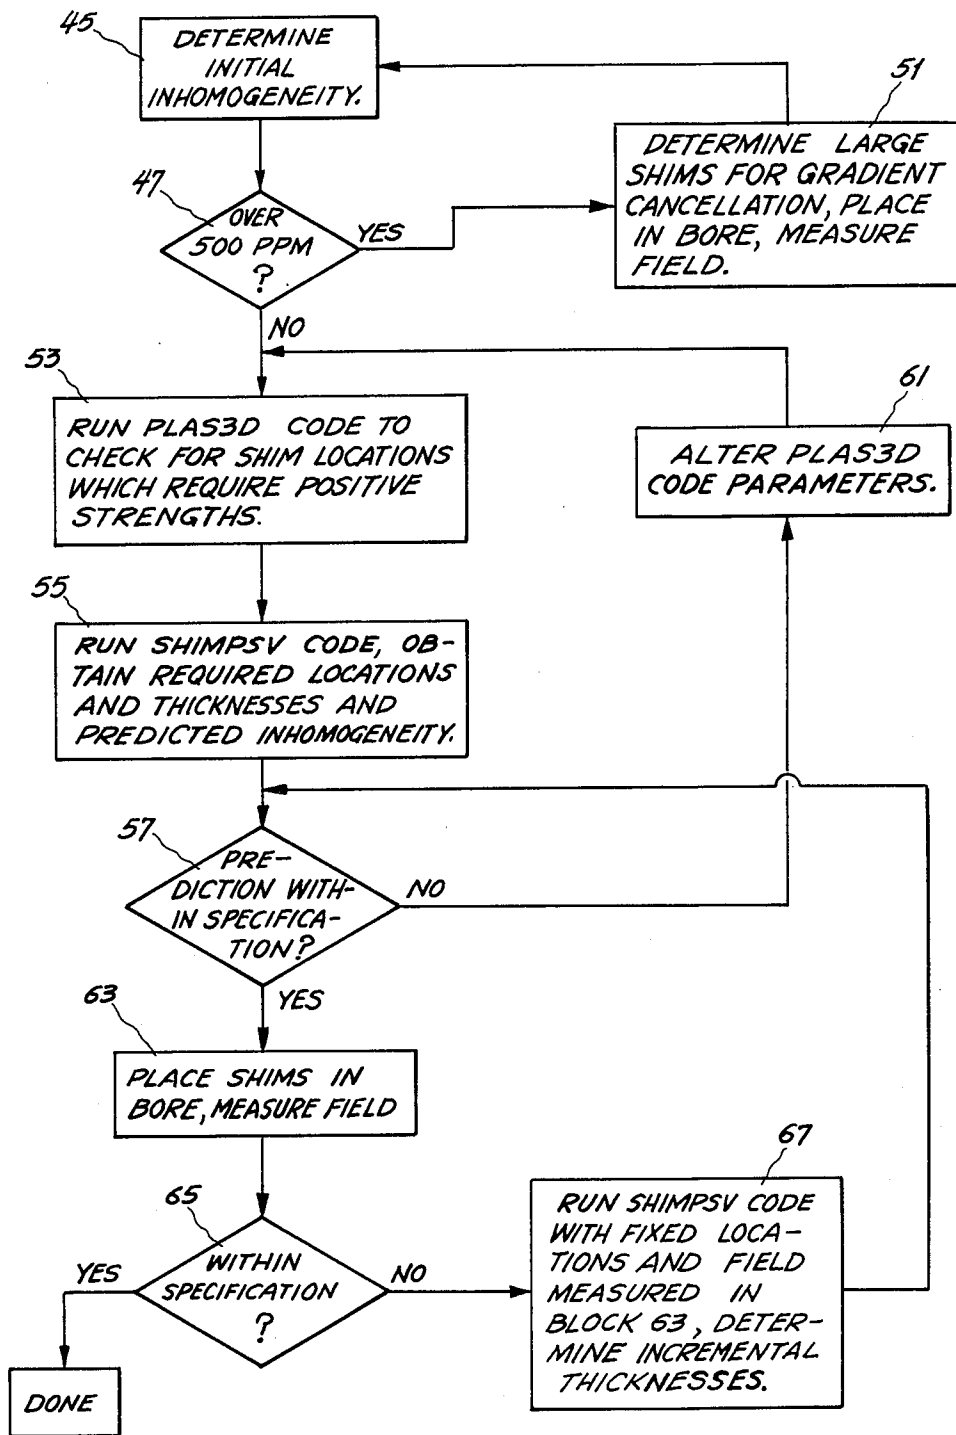 45
DETERMINE
INITIAL
INHOMOGENEITY.
51
DETERMINE LARGE
SHIMS FOR GRADIENT
CANCELLATION, PLACE
IN BORE, MEASURE
FIELD.
47
OVER
500 PPM
?
YES
NO
53
RUN PLAS3D CODE TO
CHECK FOR SHIM LOCATIONS
WHICH REQUIRE POSITIVE
STRENGTHS.
61
ALTER PLAS3D
CODE PARAMETERS.
55
RUN SHIMPSV CODE, OB-
TAIN REQUIRED LOCATIONS
AND THICKNESSES AND
PREDICTED INHOMOGENEITY.
57
PRE-
DICTION WITH-
IN SPECIFICA-
TION?
NO
YES
63
PLACE SHIMS IN
BORE, MEASURE FIELD
65
WITHIN
SPECIFICATION
?
YES
NO
67
RUN SHIMPSV CODE
WITH FIXED LOCA-
TIONS AND FIELD
MEASURED IN
BLOCK 63, DETER-
MINE INCREMENTAL
THICKNESSES.
DONE